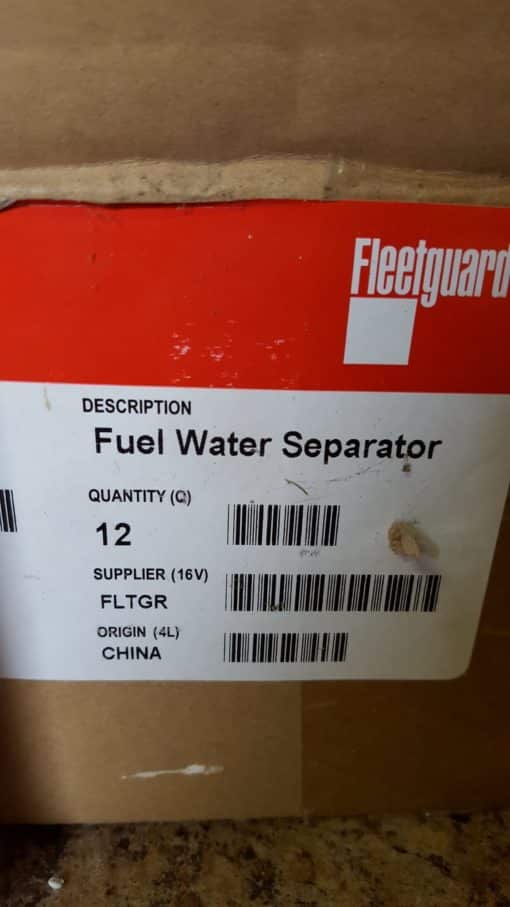 Fleetguard
DESCRIPTION
Fuel Water Separator
QUANTITY (Q)
12
SUPPLIER (16V)
FLTGR
ORIGIN (4L)
CHINA